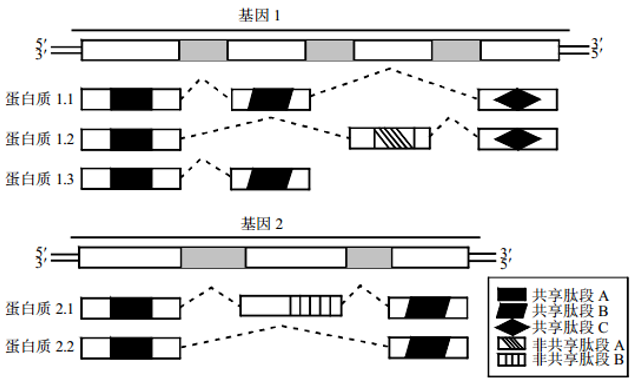 基因 1
5′ 3′
3′ 5′
蛋白质 1.1
蛋白质 1.2
蛋白质 1.3
基因 2
5′ 3′
3′ 5′
蛋白质 2.1
蛋白质 2.2
共享肽段 A
共享肽段 B
共享肽段 C
非共享肽段 A
非共享肽段 B